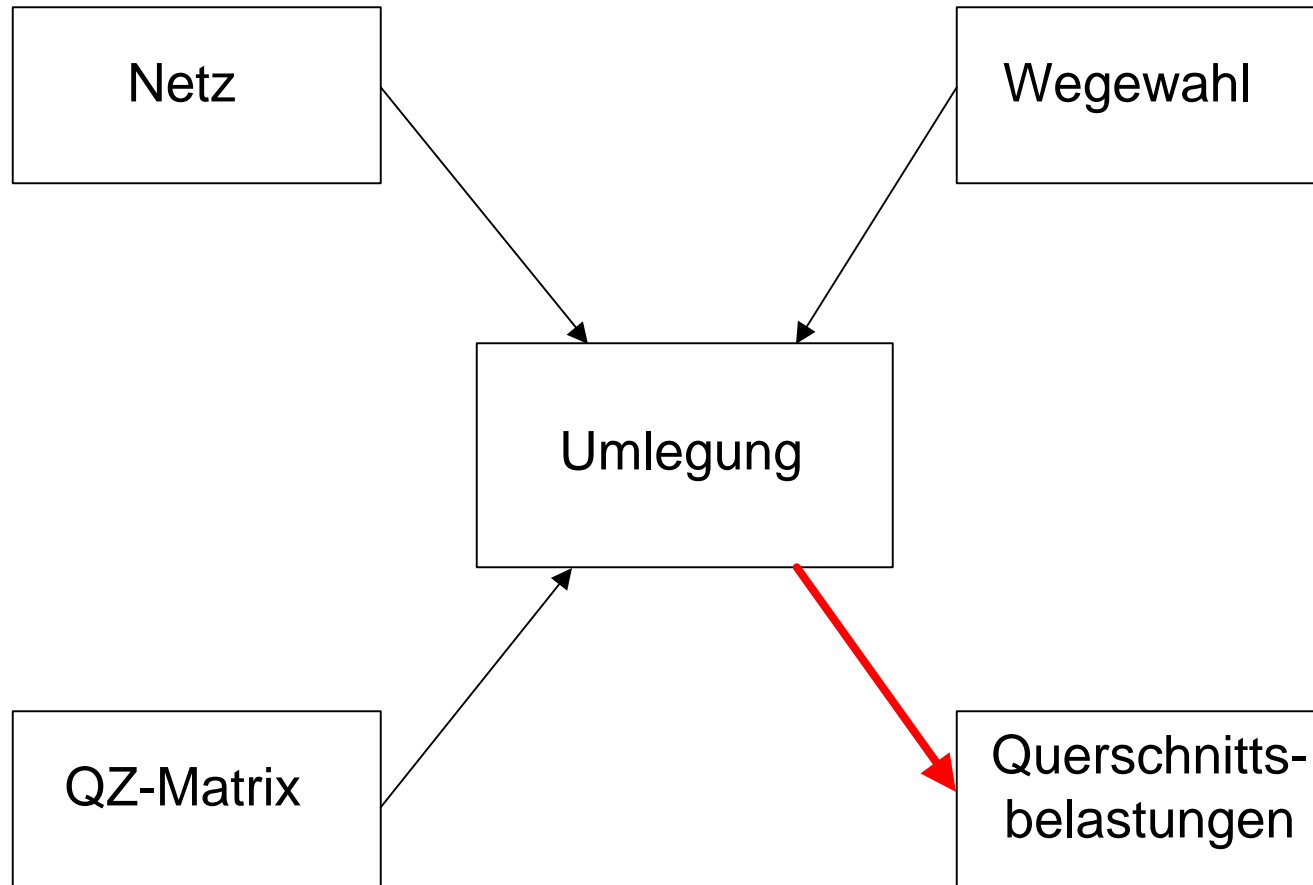 Netz
Wegewahl
Umlegung
QZ-Matrix
Querschnitts-
belastungen